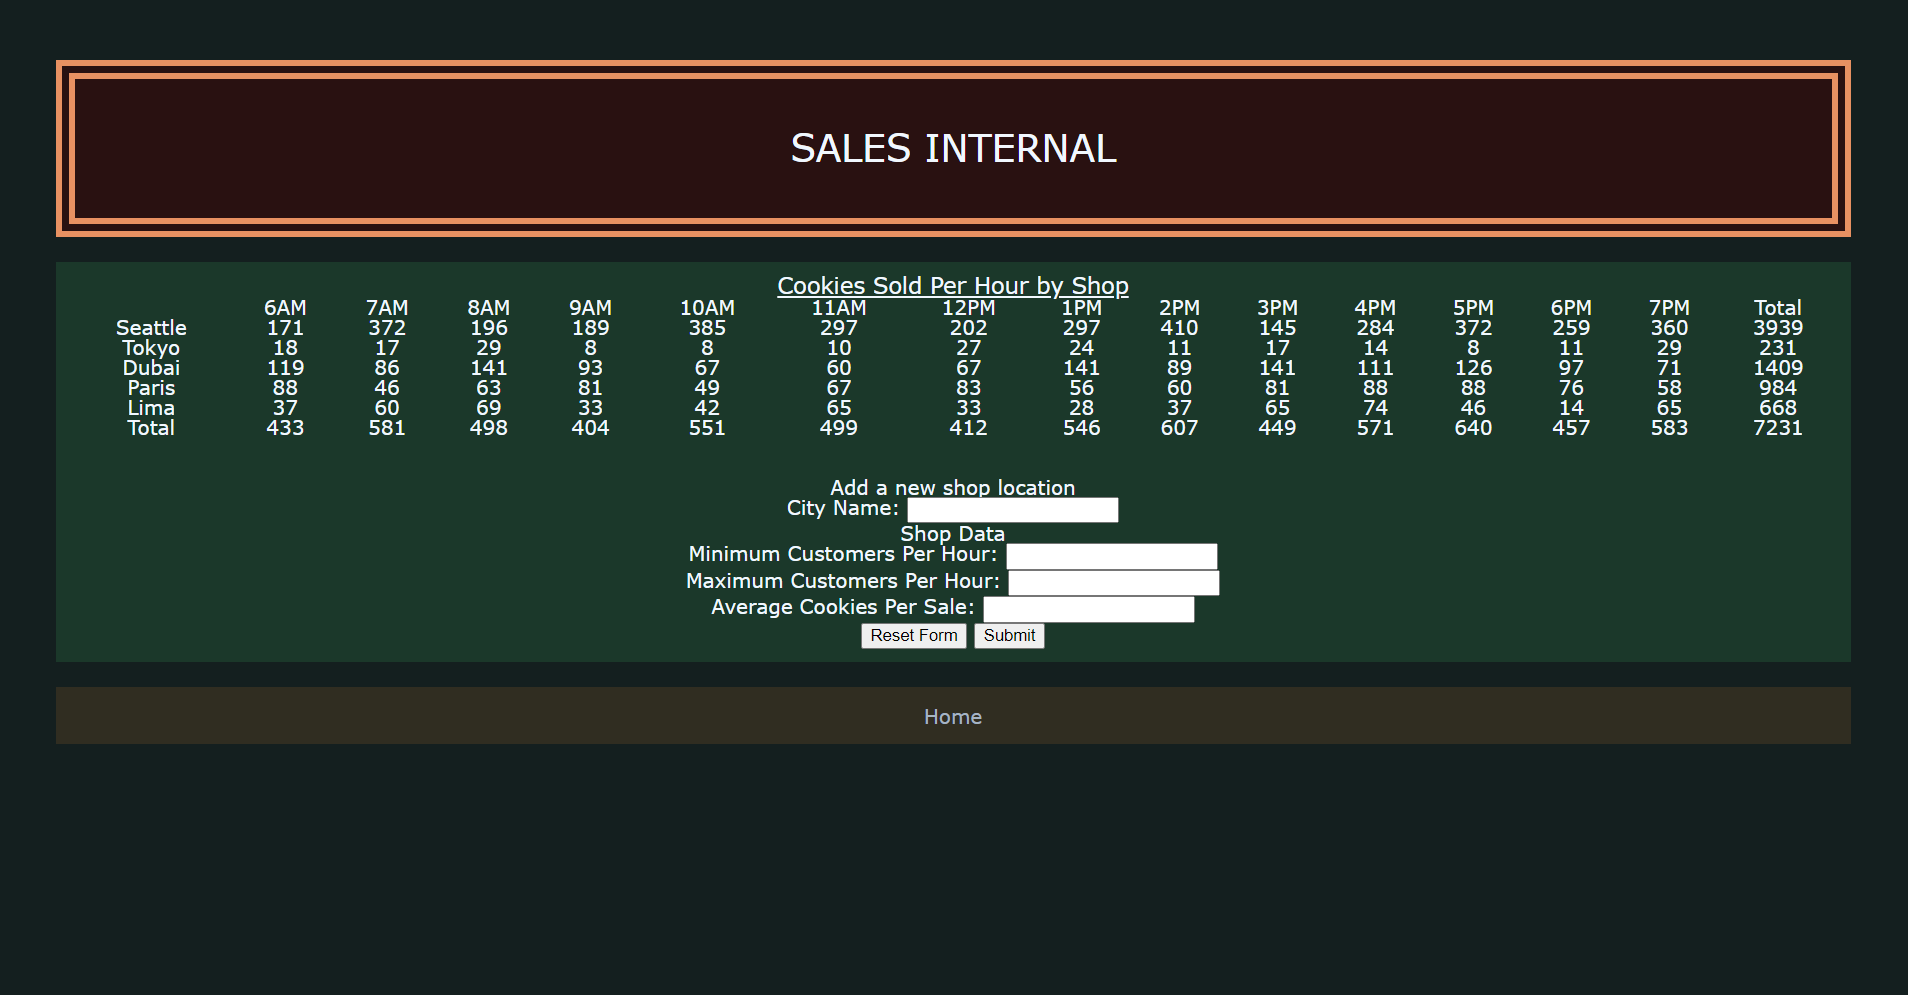 SALES INTERNAL
Cookies Sold Per Hour by Shop
6AM 7AM 8AM 9AM 10AM 11AM 12PM 1PM 2PM 3PM 4PM 5PM 6PM 7PM Total
Seattle 171 372 196 189 385 297 202 297 410 145 284 372 259 360 3939
Tokyo 18 17 29 8 8 10 27 24 11 17 14 8 11 29 231
Dubai 119 86 141 93 67 60 67 141 89 141 111 126 97 71 1409
Paris 88 46 63 81 49 67 83 56 60 81 88 88 76 58 984
Lima 37 60 69 33 42 65 33 28 37 65 74 46 14 65 668
Total 433 581 498 404 551 499 412 546 607 449 571 640 457 583 7231
Add a new shop location
City Name:
Shop Data
Minimum Customers Per Hour:
Maximum Customers Per Hour:
Average Cookies Per Sale:
Reset Form Submit
Home